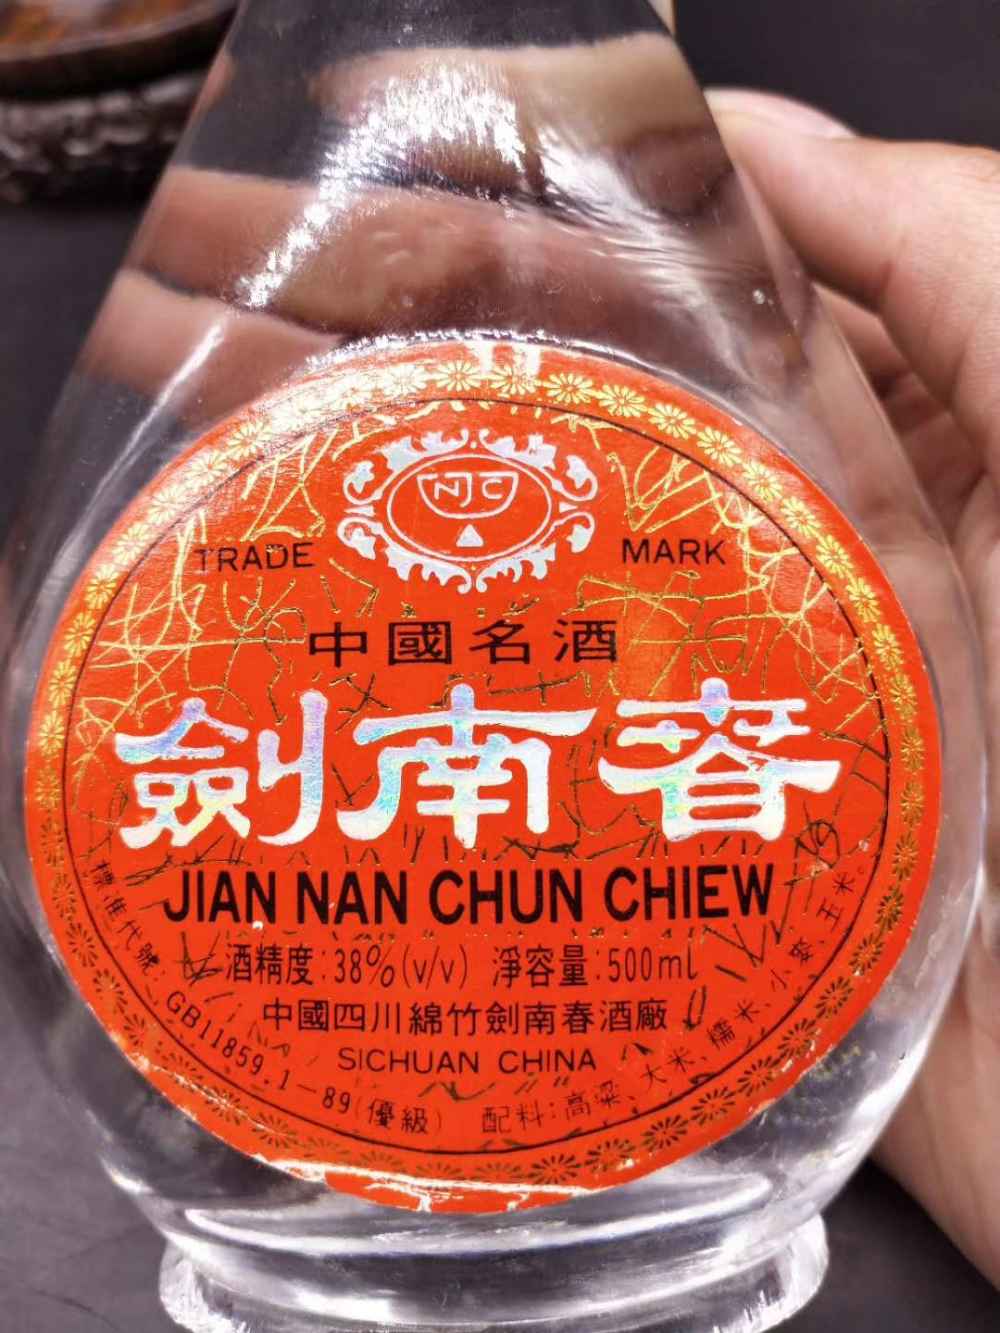 NJC
TRADE MARK
中國名酒
劍南春
JIAN NAN CHUN CHIEW
酒精度:38%(v/v) 淨容量:500ml
中國四川綿竹劍南春酒廠
SICHUAN CHINA
標準代號:GB11859.1-89(優級) 配料:高粱、大米、糯米、小麥、玉米。